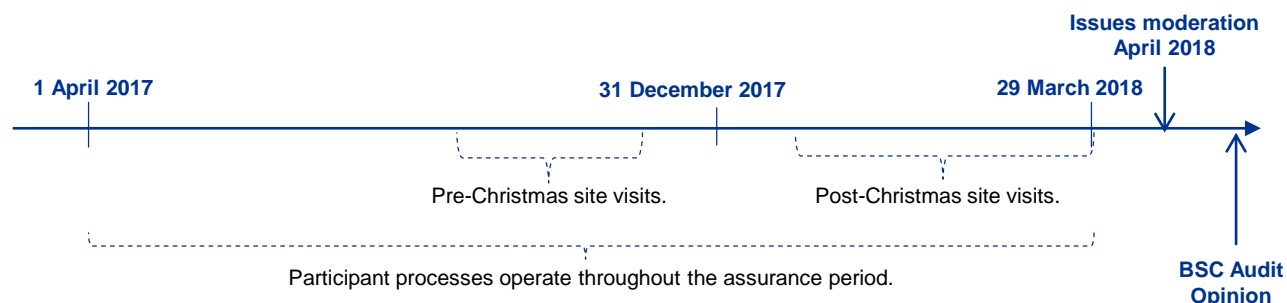 Issues moderation
April 2018
1 April 2017
31 December 2017
29 March 2018
Pre-Christmas site visits.
Post-Christmas site visits.
Participant processes operate throughout the assurance period.
BSC Audit
Opinion